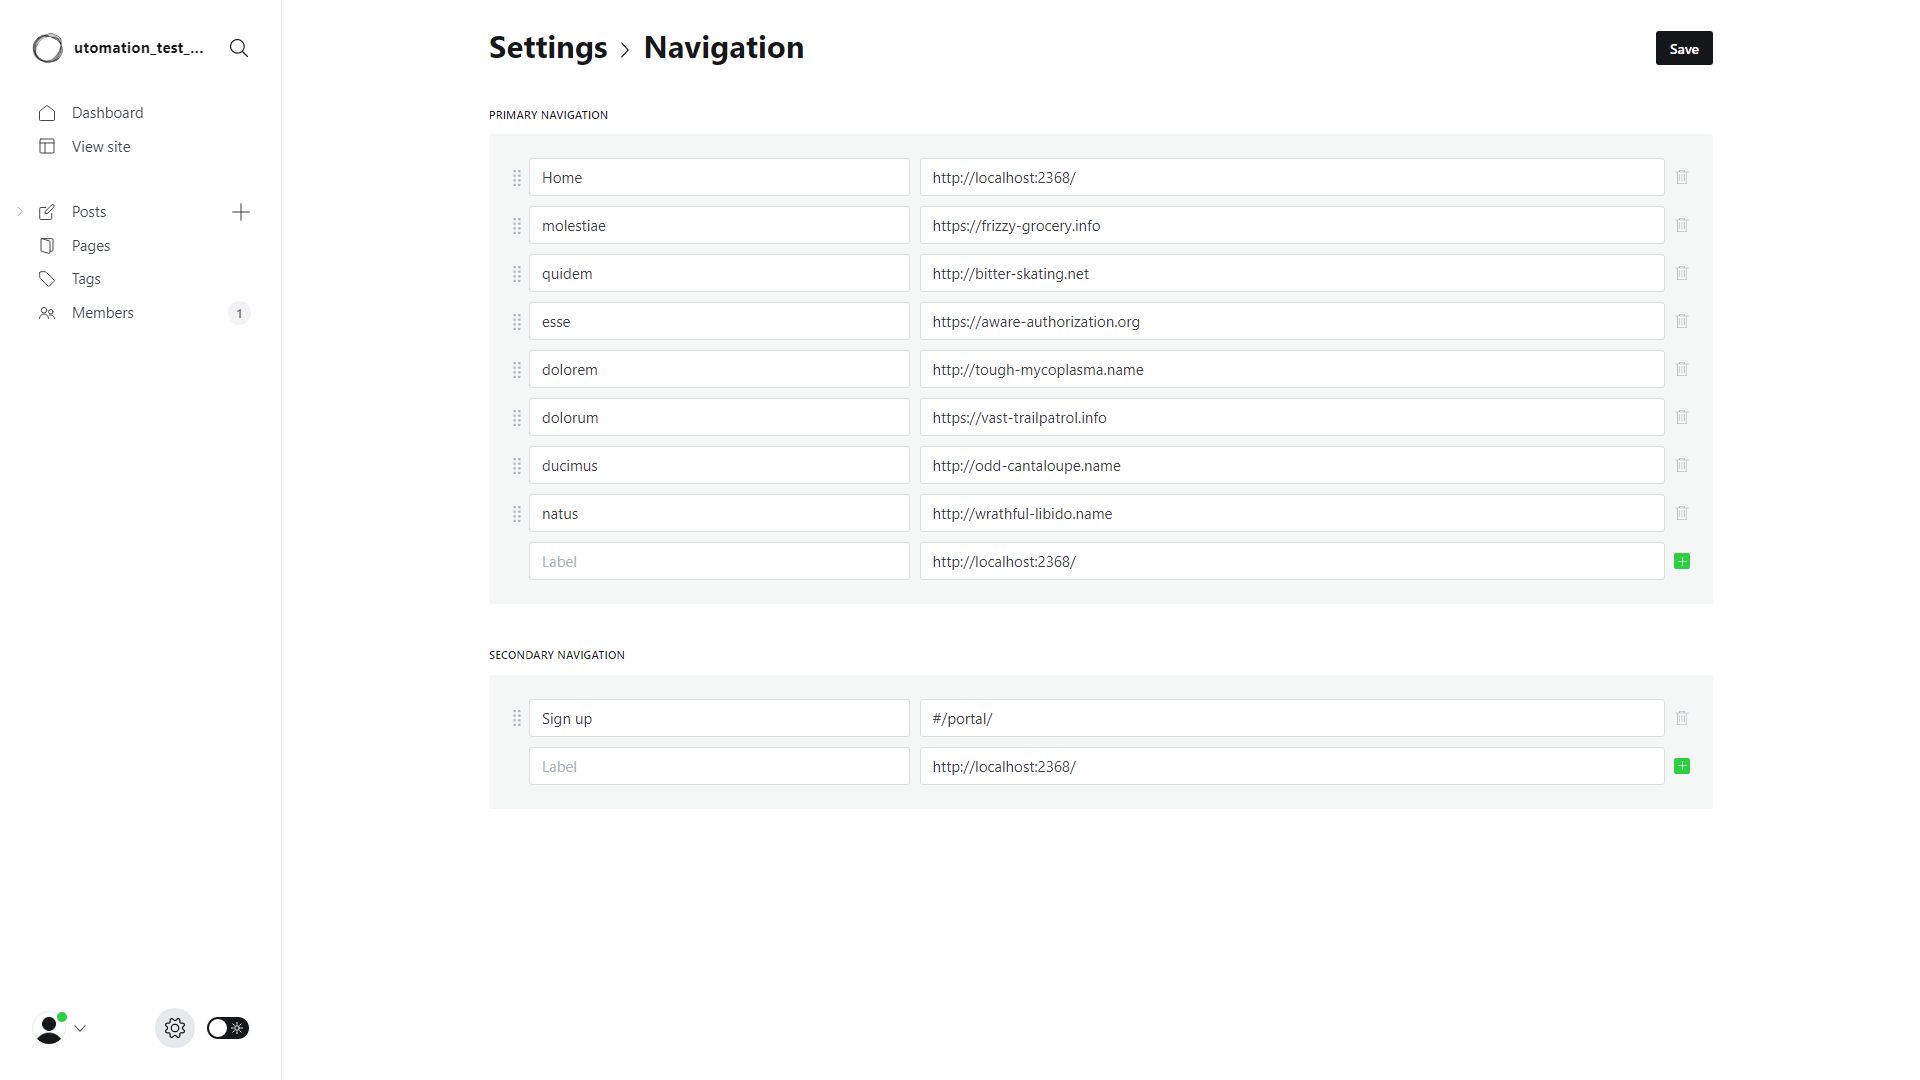 utomation_test_...
Dashboard
View site
Posts
Pages
Tags
Members 1
Settings Navigation
Save
PRIMARY NAVIGATION
Home http://localhost:2368/
molestiae https://frizzy-grocery.info
quidem http://bitter-skating.net
esse https://aware-authorization.org
dolorem http://tough-mycoplasma.name
dolorum https://vast-trailpatrol.info
ducimus http://odd-cantaloupe.name
natus http://wrathful-libido.name
Label http://localhost:2368/
SECONDARY NAVIGATION
Sign up #/portal/
Label http://localhost:2368/